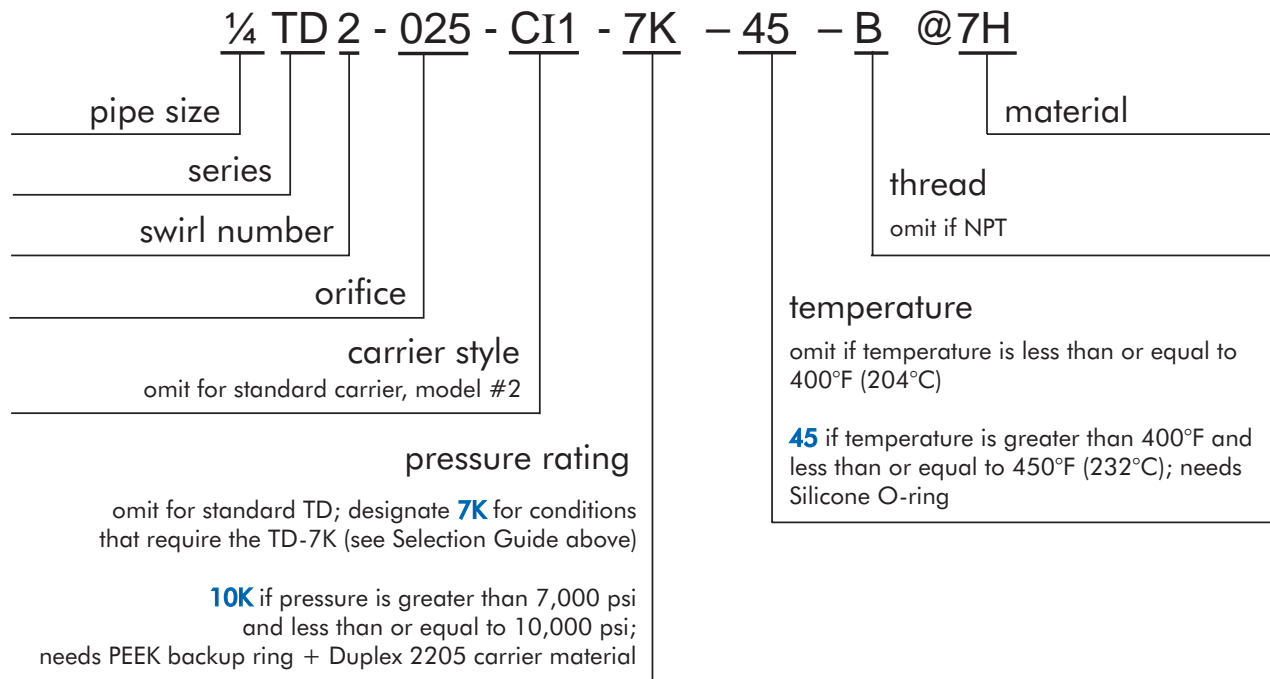 ¼ TD 2 - 025 - CI1 - 7K – 45 – B @ 7H
pipe size
series
swirl number
orifice
carrier style
omit for standard carrier, model #2
pressure rating
omit for standard TD; designate 7K for conditions
that require the TD-7K (see Selection Guide above)
10K if pressure is greater than 7,000 psi
and less than or equal to 10,000 psi;
needs PEEK backup ring + Duplex 2205 carrier material
material
thread
omit if NPT
temperature
omit if temperature is less than or equal to
400°F (204°C)
45 if temperature is greater than 400°F and
less than or equal to 450°F (232°C); needs
Silicone O-ring